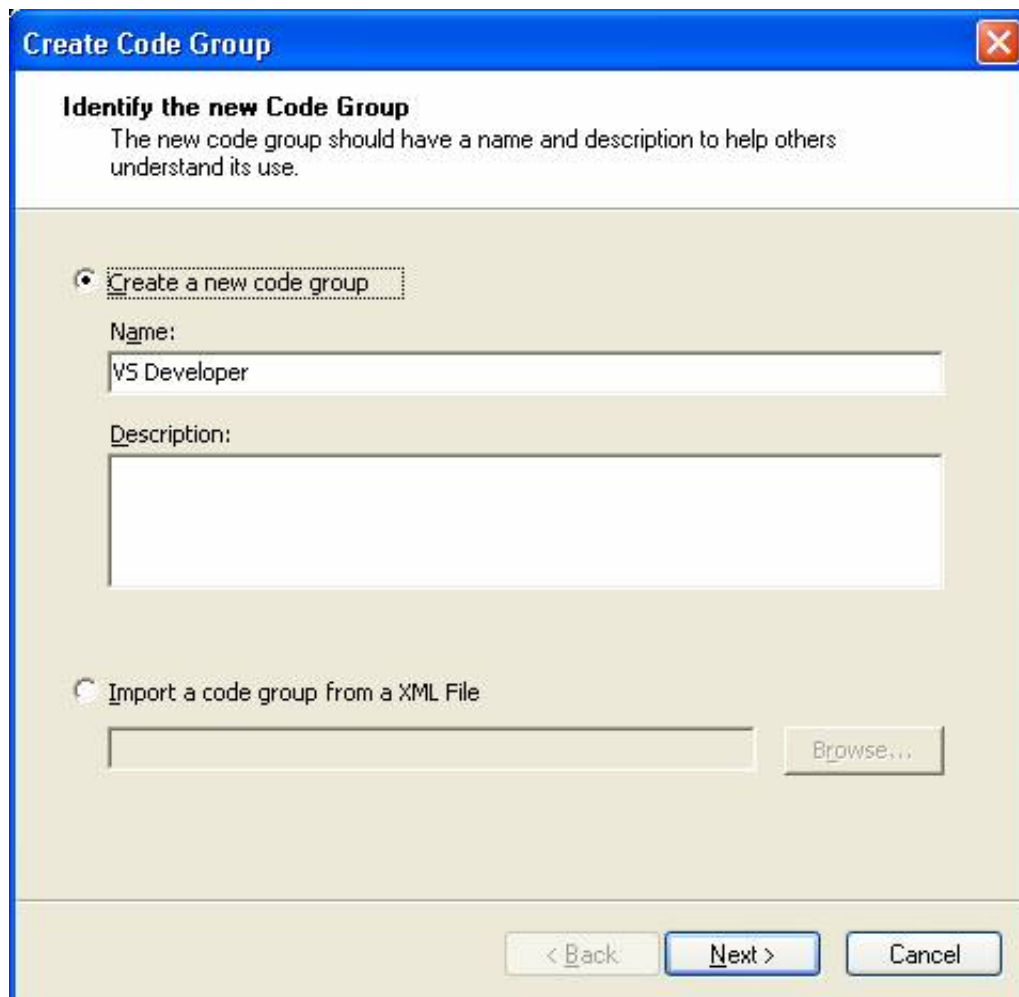 Create Code Group
Identify the new Code Group
The new code group should have a name and description to help others
understand its use.
Create a new code group
Name:
VS Developer
Description:
Import a code group from a XML File
Browse...
< Back
Next >
Cancel